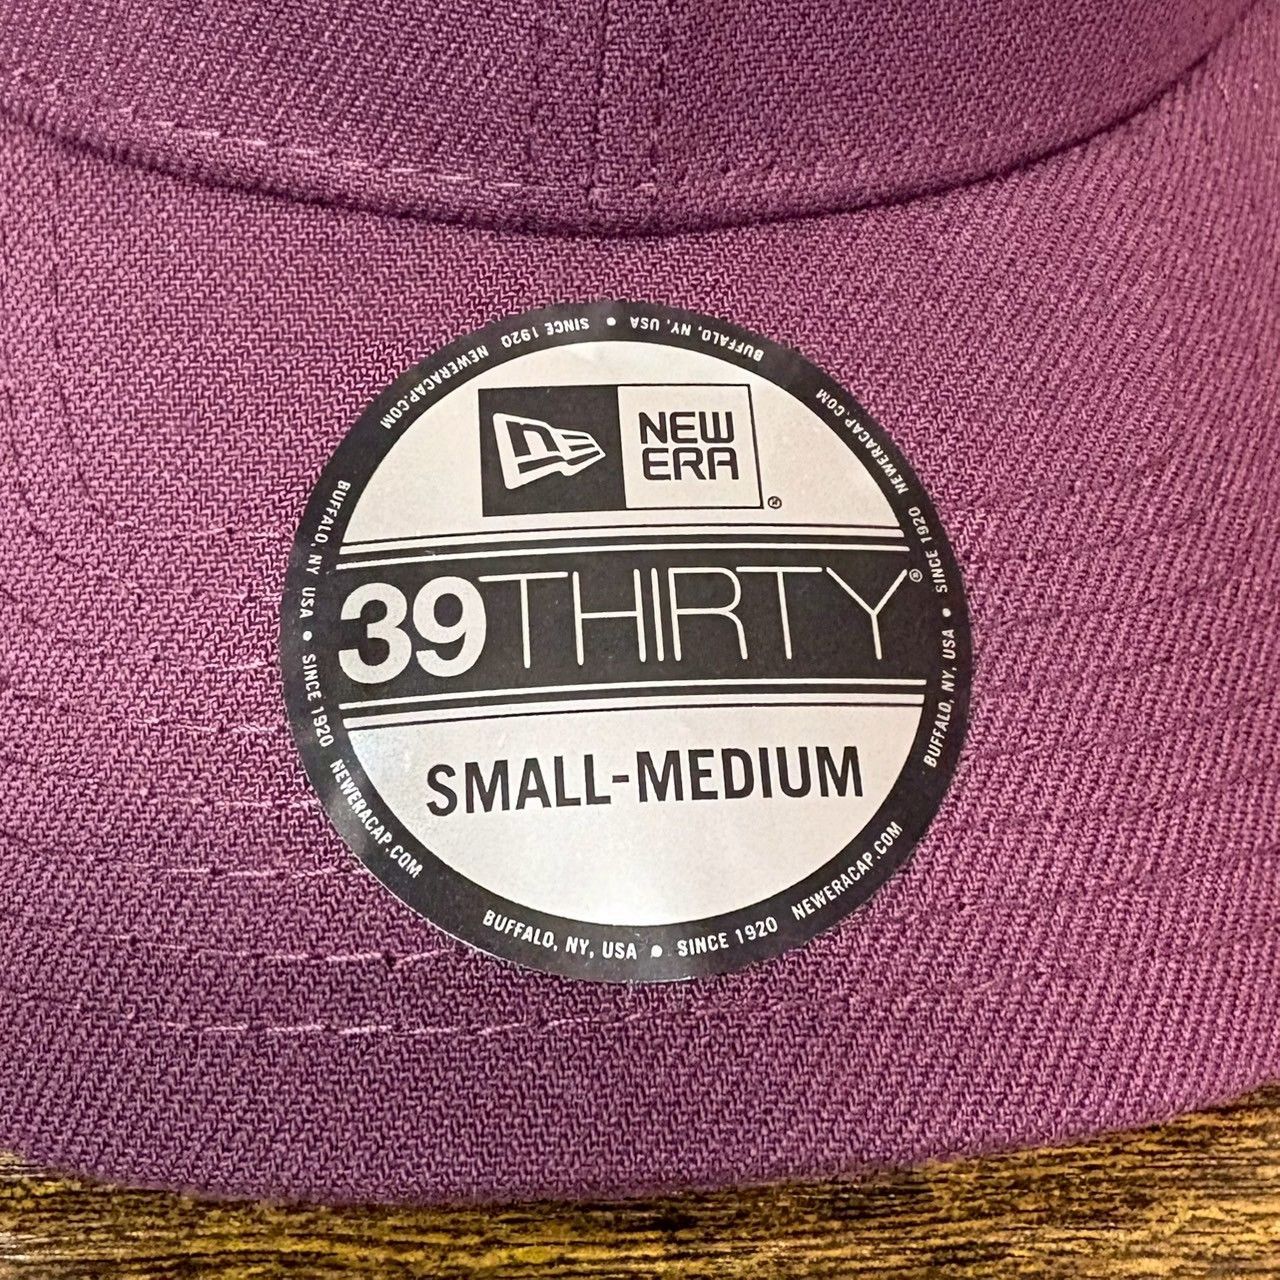 NEW
ERA
®
39THIRTY®
SMALL-MEDIUM
BUFFALO, NY, USA • SINCE 1920 NEWERACAP.COM
BUFFALO, NY, USA • SINCE 1920 NEWERACAP.COM
BUFFALO, NY, USA • SINCE 1920 NEWERACAP.COM
BUFFALO, NY USA • SINCE 1920 NEWERACAP.COM